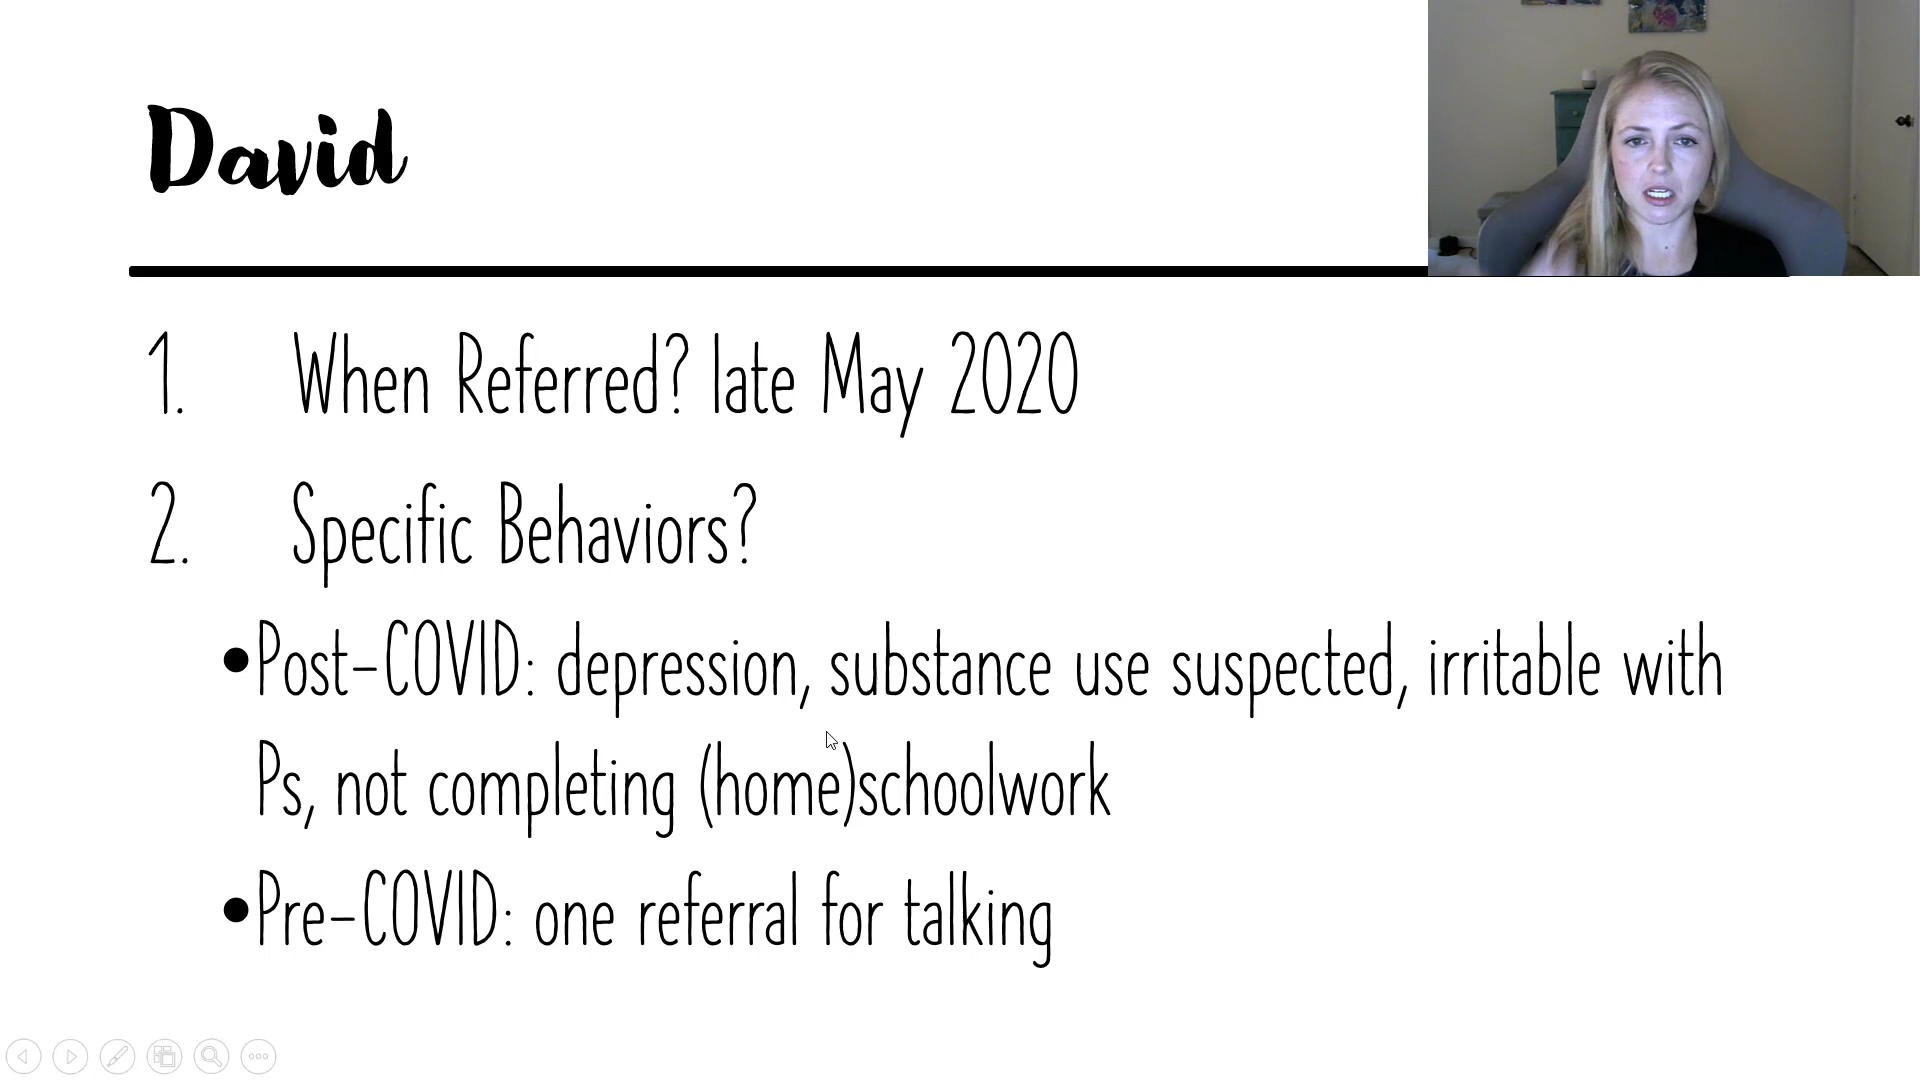 David
1. When Referred? late May 2020
2. Specific Behaviors?
•Post-COVID: depression, substance use suspected, irritable with
Ps, not completing (home)schoolwork
•Pre-COVID: one referral for talking